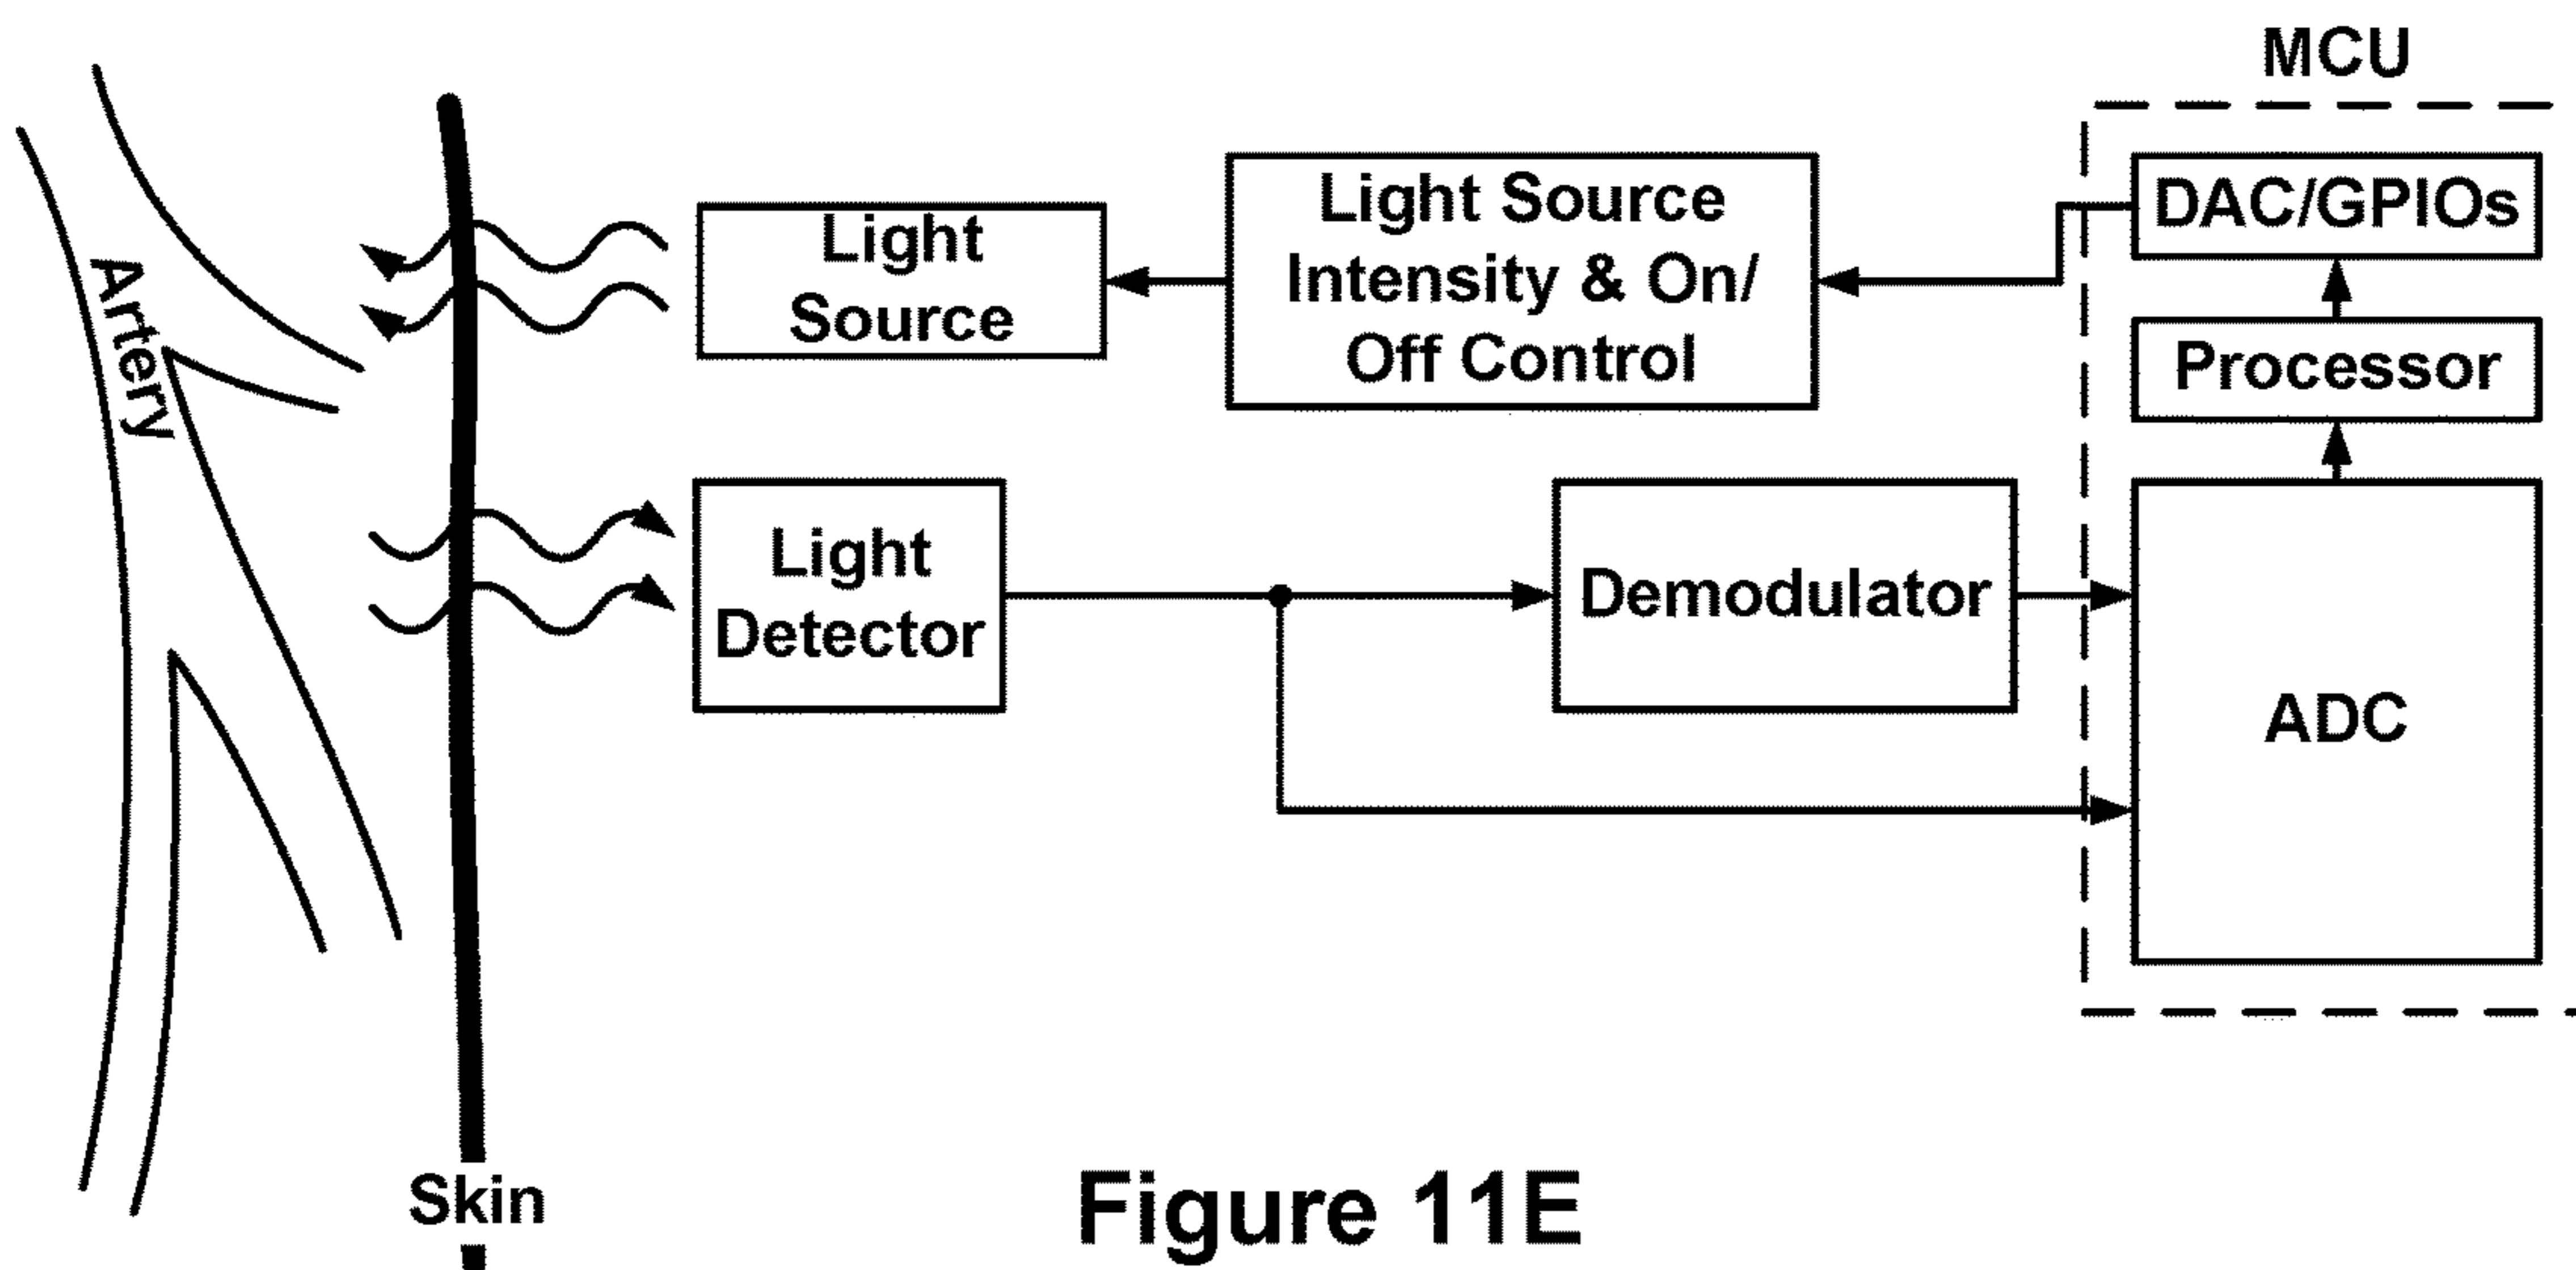 MCU
Light
Source
Light Source
Intensity & On/
Off Control
DAC/GPIOs
Processor
Artery
Light
Detector
Demodulator
ADC
Skin
Figure 11E